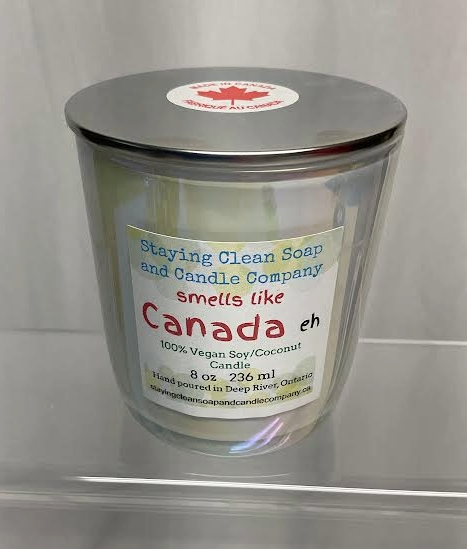 MADE IN CANADA
FABRIQUÉ AU CANADA
Staying Clean Soap
and Candle Company
smells like
Canada eh
100% Vegan Soy/Coconut
Candle
8 oz 236 ml
Hand poured in Deep River, Ontario
stayingcleansoapandcandlecompany.ca